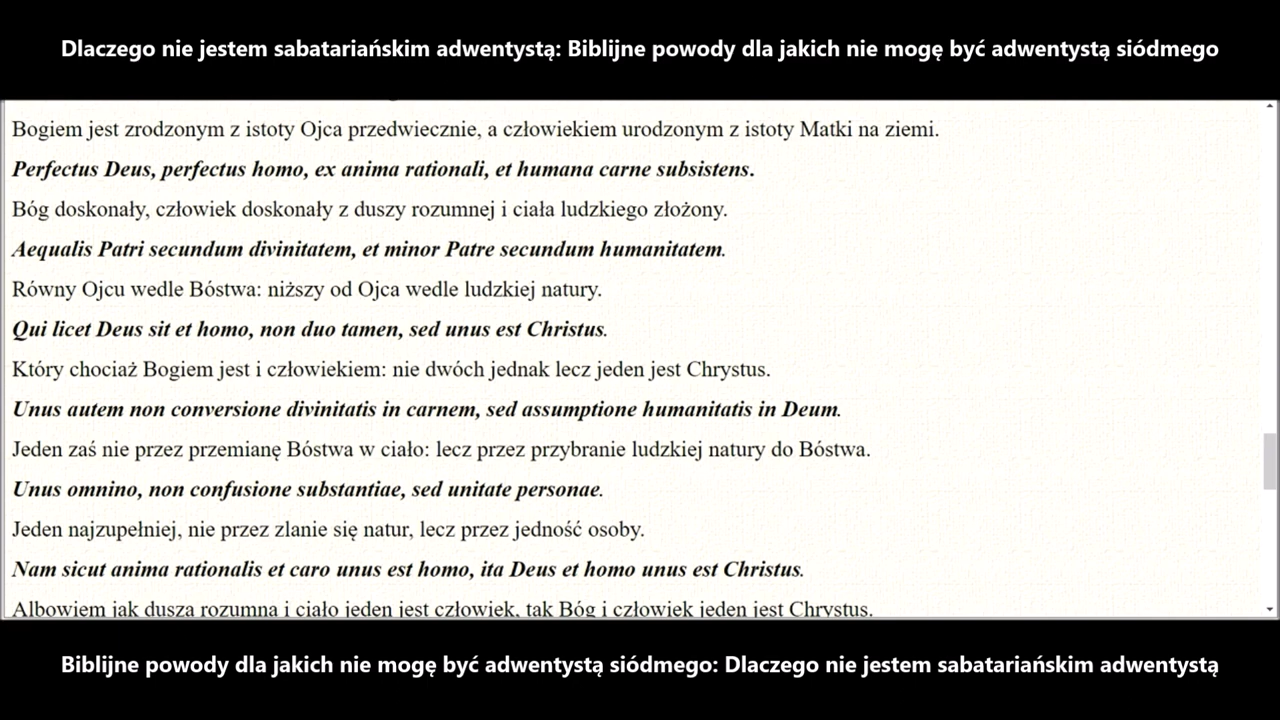 Dlaczego nie jestem sabatariańskim adwentystą: Biblijne powody dla jakich nie mogę być adwentystą siódmego
Bogiem jest zrodzonym z istoty Ojca przedwiecznie, a człowiekiem urodzonym z istoty Matki na ziemi.
Perfectus Deus, perfectus homo, ex anima rationali, et humana carne subsistens.
Bóg doskonały, człowiek doskonały z duszy rozumnej i ciała ludzkiego złożony.
Aequalis Patri secundum divinitatem, et minor Patre secundum humanitatem.
Równy Ojcu wedle Bóstwa: niższy od Ojca wedle ludzkiej natury.
Qui licet Deus sit et homo, non duo tamen, sed unus est Christus.
Który chociaż Bogiem jest i człowiekiem: nie dwóch jednak lecz jeden jest Chrystus.
Unus autem non conversione divinitatis in carnem, sed assumptione humanitatis in Deum.
Jeden zaś nie przez przemianę Bóstwa w ciało: lecz przez przybranie ludzkiej natury do Bóstwa.
Unus omnino, non confusione substantiae, sed unitate personae.
Jeden najzupełniej, nie przez zlanie się natur, lecz przez jedność osoby.
Nam sicut anima rationalis et caro unus est homo, ita Deus et homo unus est Christus.
Albowiem jak dusza rozumna i ciało jeden jest człowiek, tak Bóg i człowiek jeden jest Chrystus.
Biblijne powody dla jakich nie mogę być adwentystą siódmego: Dlaczego nie jestem sabatariańskim adwentystą